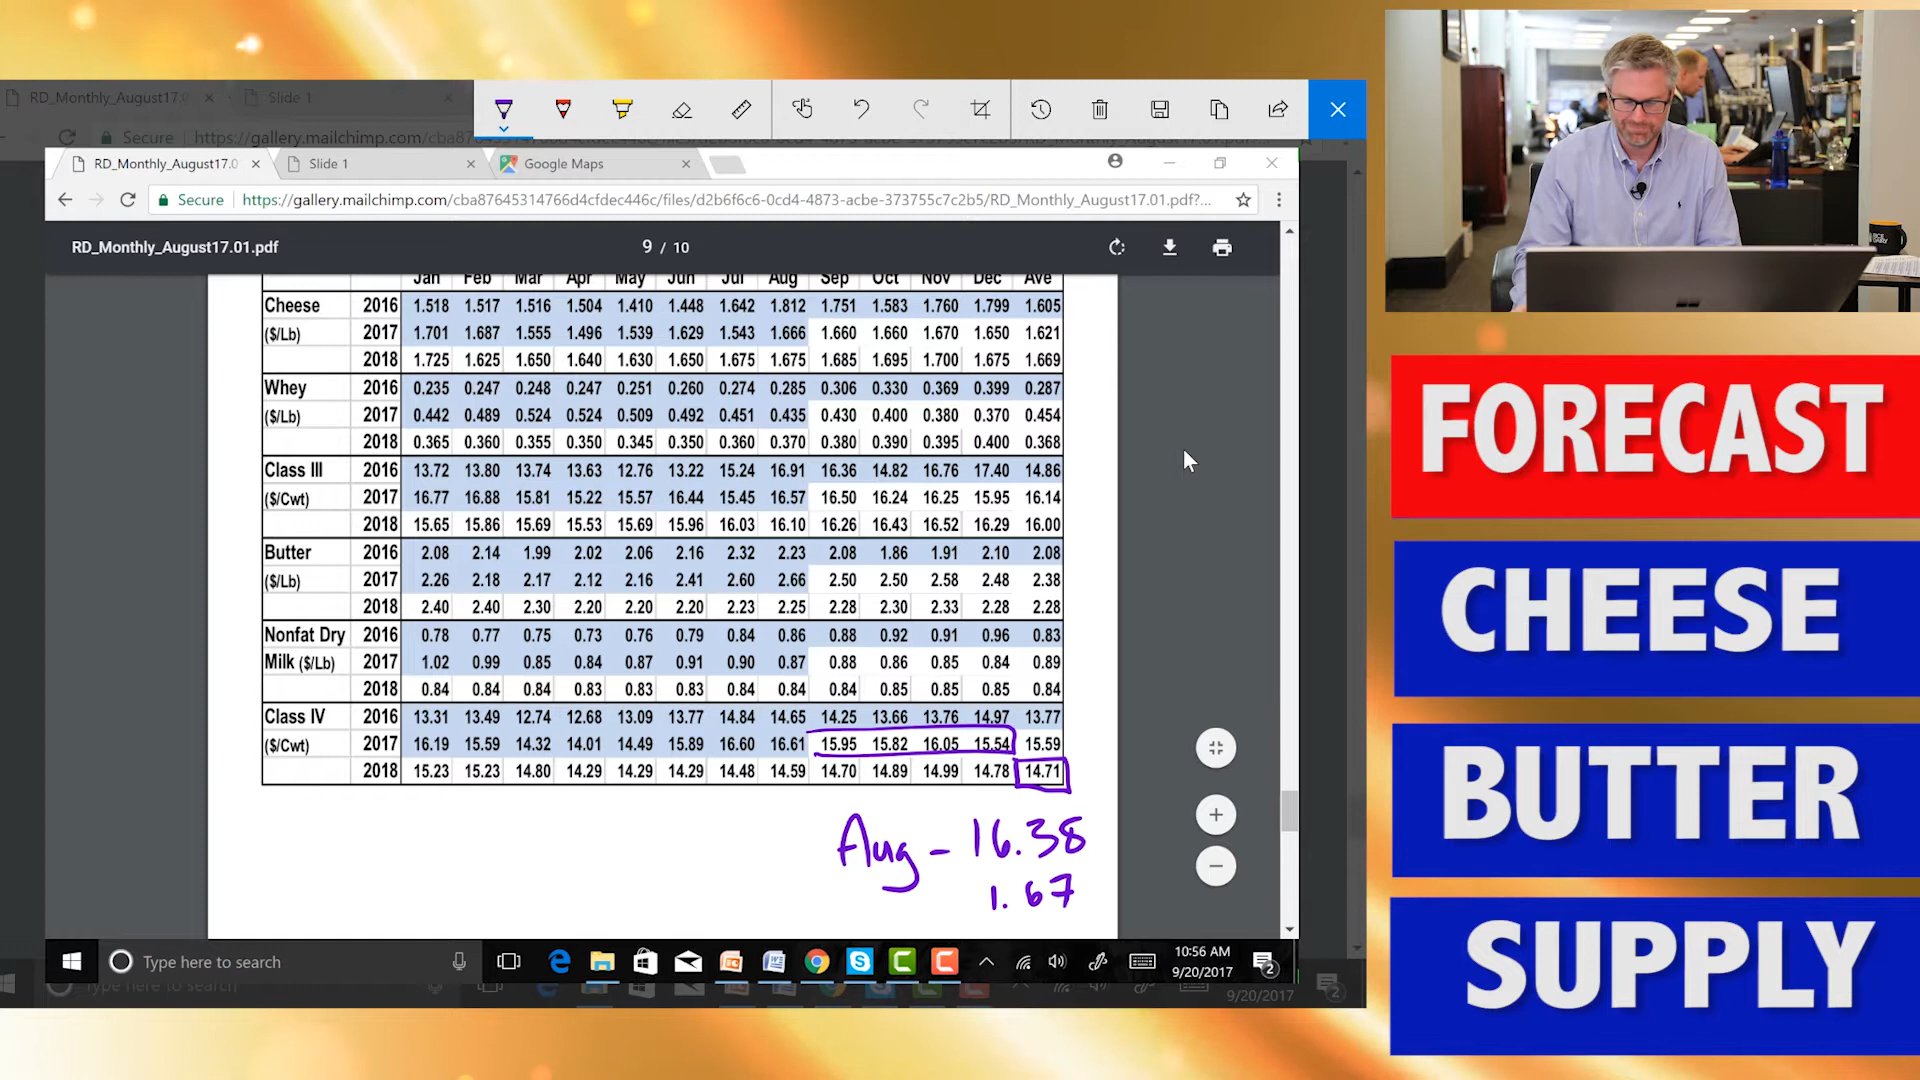 RD_Monthly_August17.0 Slide 1
Secure https://gallery.mailchimp.com/cba87
RD_Monthly_August17.0 Slide 1 Google Maps
Secure https://gallery.mailchimp.com/cba87645314766d4cfdec446c/files/d2b6f6c6-0cd4-4873-acbe-373755c7c2b5/RD_Monthly_August17.01.pdf?...
RD_Monthly_August17.01.pdf 9 / 10
Jan Feb Mar Apr May Jun Jul Aug Sep Oct Nov Dec Ave
Cheese 2016 1.518 1.517 1.516 1.504 1.410 1.448 1.642 1.812 1.751 1.583 1.760 1.799 1.605
($/Lb) 2017 1.701 1.687 1.555 1.496 1.539 1.629 1.543 1.666 1.660 1.660 1.670 1.650 1.621
2018 1.725 1.625 1.650 1.640 1.630 1.650 1.675 1.675 1.685 1.695 1.700 1.675 1.669
Whey 2016 0.235 0.247 0.248 0.247 0.251 0.260 0.274 0.285 0.306 0.330 0.369 0.399 0.287
($/Lb) 2017 0.442 0.489 0.524 0.524 0.509 0.492 0.451 0.435 0.430 0.400 0.380 0.370 0.454
2018 0.365 0.360 0.355 0.350 0.345 0.350 0.360 0.370 0.380 0.390 0.395 0.400 0.368
Class III 2016 13.72 13.80 13.74 13.63 12.76 13.22 15.24 16.91 16.36 14.82 16.76 17.40 14.86
($/Cwt) 2017 16.77 16.88 15.81 15.22 15.57 16.44 15.45 16.57 16.50 16.24 16.25 15.95 16.14
2018 15.65 15.86 15.69 15.53 15.69 15.96 16.03 16.10 16.26 16.43 16.52 16.29 16.00
Butter 2016 2.08 2.14 1.99 2.02 2.06 2.16 2.32 2.23 2.08 1.86 1.91 2.10 2.08
($/Lb) 2017 2.26 2.18 2.17 2.12 2.16 2.41 2.60 2.66 2.50 2.50 2.58 2.48 2.38
2018 2.40 2.40 2.30 2.20 2.20 2.20 2.23 2.25 2.28 2.30 2.33 2.28 2.28
Nonfat Dry 2016 0.78 0.77 0.75 0.73 0.76 0.79 0.84 0.86 0.88 0.92 0.91 0.96 0.83
Milk ($/Lb) 2017 1.02 0.99 0.85 0.84 0.87 0.91 0.90 0.87 0.88 0.86 0.85 0.84 0.89
2018 0.84 0.84 0.84 0.83 0.83 0.83 0.84 0.84 0.84 0.85 0.85 0.85 0.84
Class IV 2016 13.31 13.49 12.74 12.68 13.09 13.77 14.84 14.65 14.25 13.66 13.76 14.97 13.77
($/Cwt) 2017 16.19 15.59 14.32 14.01 14.49 15.89 16.60 16.61 15.95 15.82 16.05 15.54 15.59
2018 15.23 15.23 14.80 14.29 14.29 14.29 14.48 14.59 14.70 14.89 14.99 14.78 14.71
Aug - 16.38
1.67
Type here to search 10:56 AM
9/20/2017 2
Type here to search 9/20/2017 2
FORECAST
CHEESE
BUTTER
SUPPLY